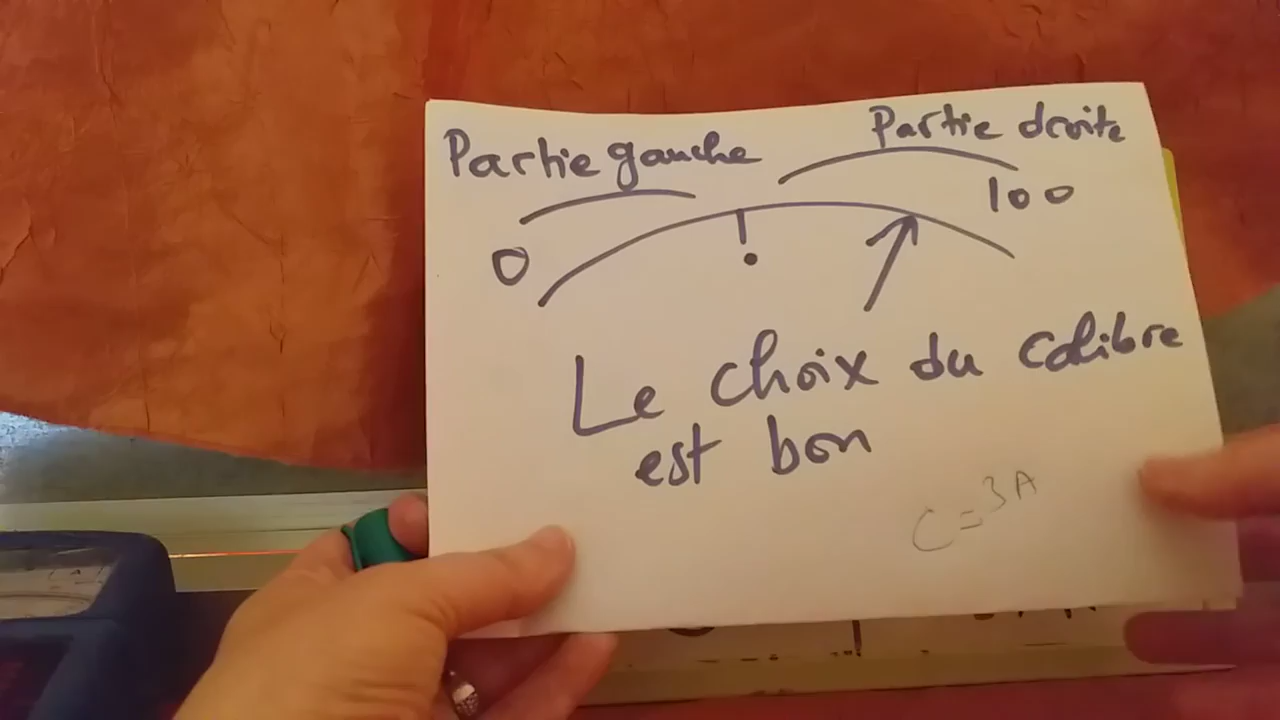 Partie gauche
Partie droite
0
100
Le choix du calibre
est bon
C = 3A